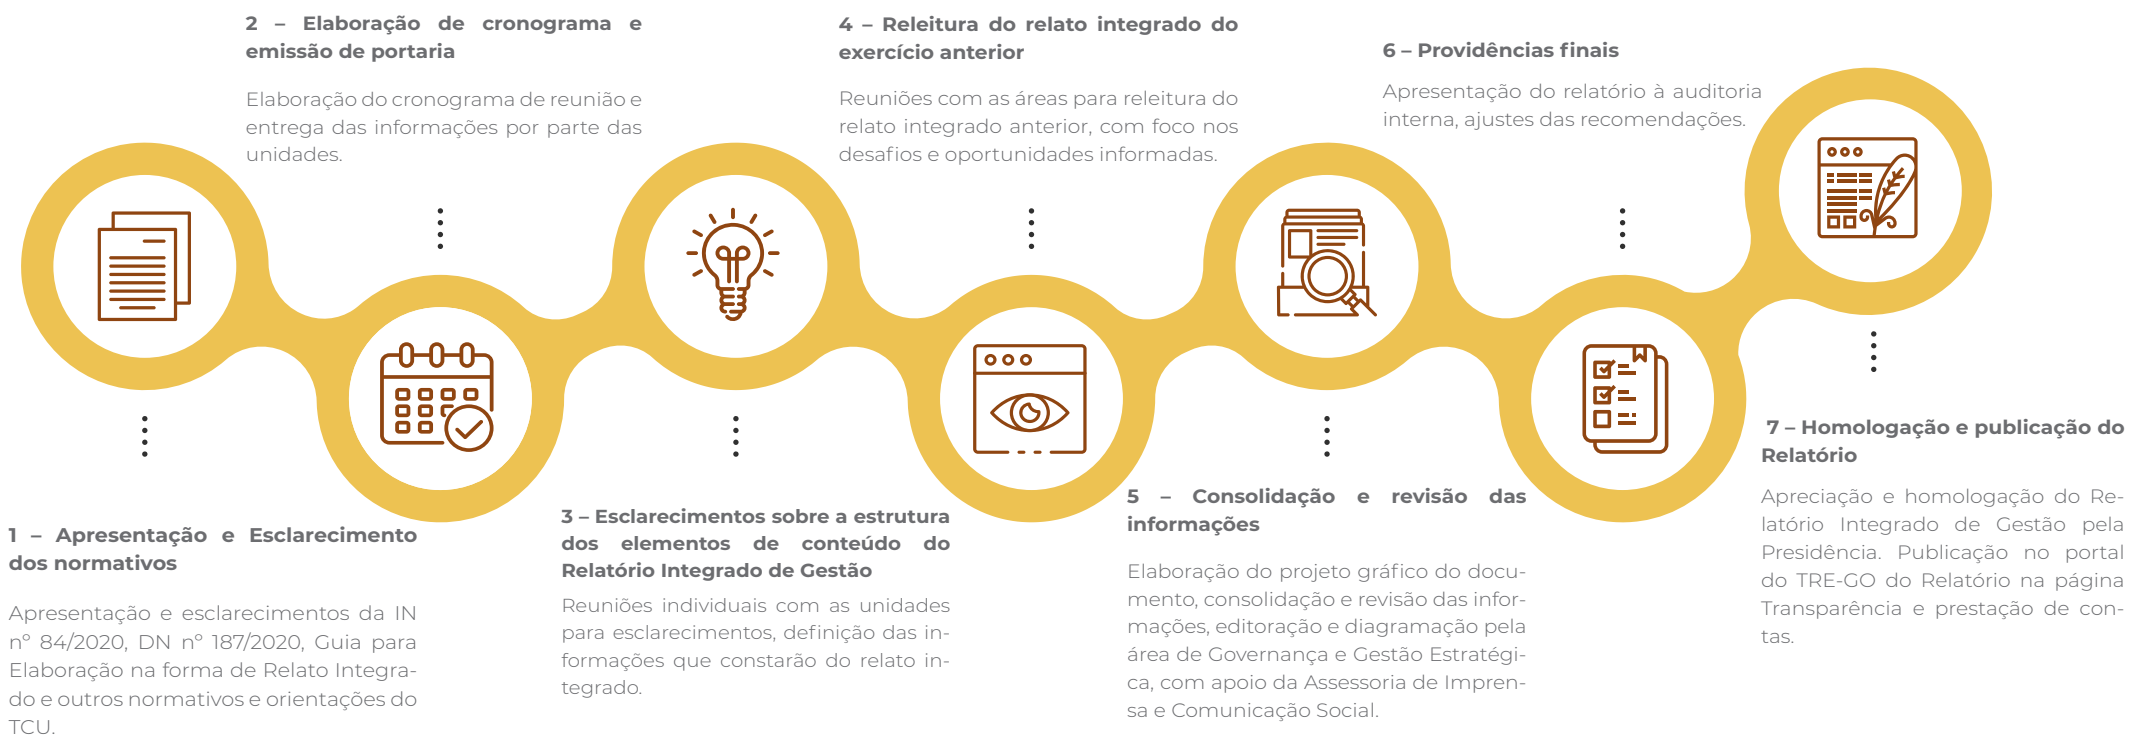 1 – Apresentação e Esclarecimento
dos normativos
Apresentação e esclarecimentos da IN
nº 84/2020, DN nº 187/2020, Guia para
Elaboração na forma de Relato Integra-
do e outros normativos e orientações do
TCU.
2 – Elaboração de cronograma e
emissão de portaria
Elaboração do cronograma de reunião e
entrega das informações por parte das
unidades.
3 – Esclarecimentos sobre a estrutura
dos elementos de conteúdo do
Relatório Integrado de Gestão
Reuniões individuais com as unidades
para esclarecimentos, definição das in-
formações que constarão do relato in-
tegrado.
4 – Releitura do relato integrado do
exercício anterior
Reuniões com as áreas para releitura do
relato integrado anterior, com foco nos
desafios e oportunidades informadas.
5 – Consolidação e revisão das
informações
Elaboração do projeto gráfico do docu-
mento, consolidação e revisão das infor-
mações, editoração e diagramação pela
área de Governança e Gestão Estratégi-
ca, com apoio da Assessoria de Impren-
sa e Comunicação Social.
6 – Providências finais
Apresentação do relatório à auditoria
interna, ajustes das recomendações.
7 – Homologação e publicação do
Relatório
Apreciação e homologação do Re-
latório Integrado de Gestão pela
Presidência. Publicação no portal
do TRE-GO do Relatório na página
Transparência e prestação de con-
tas.